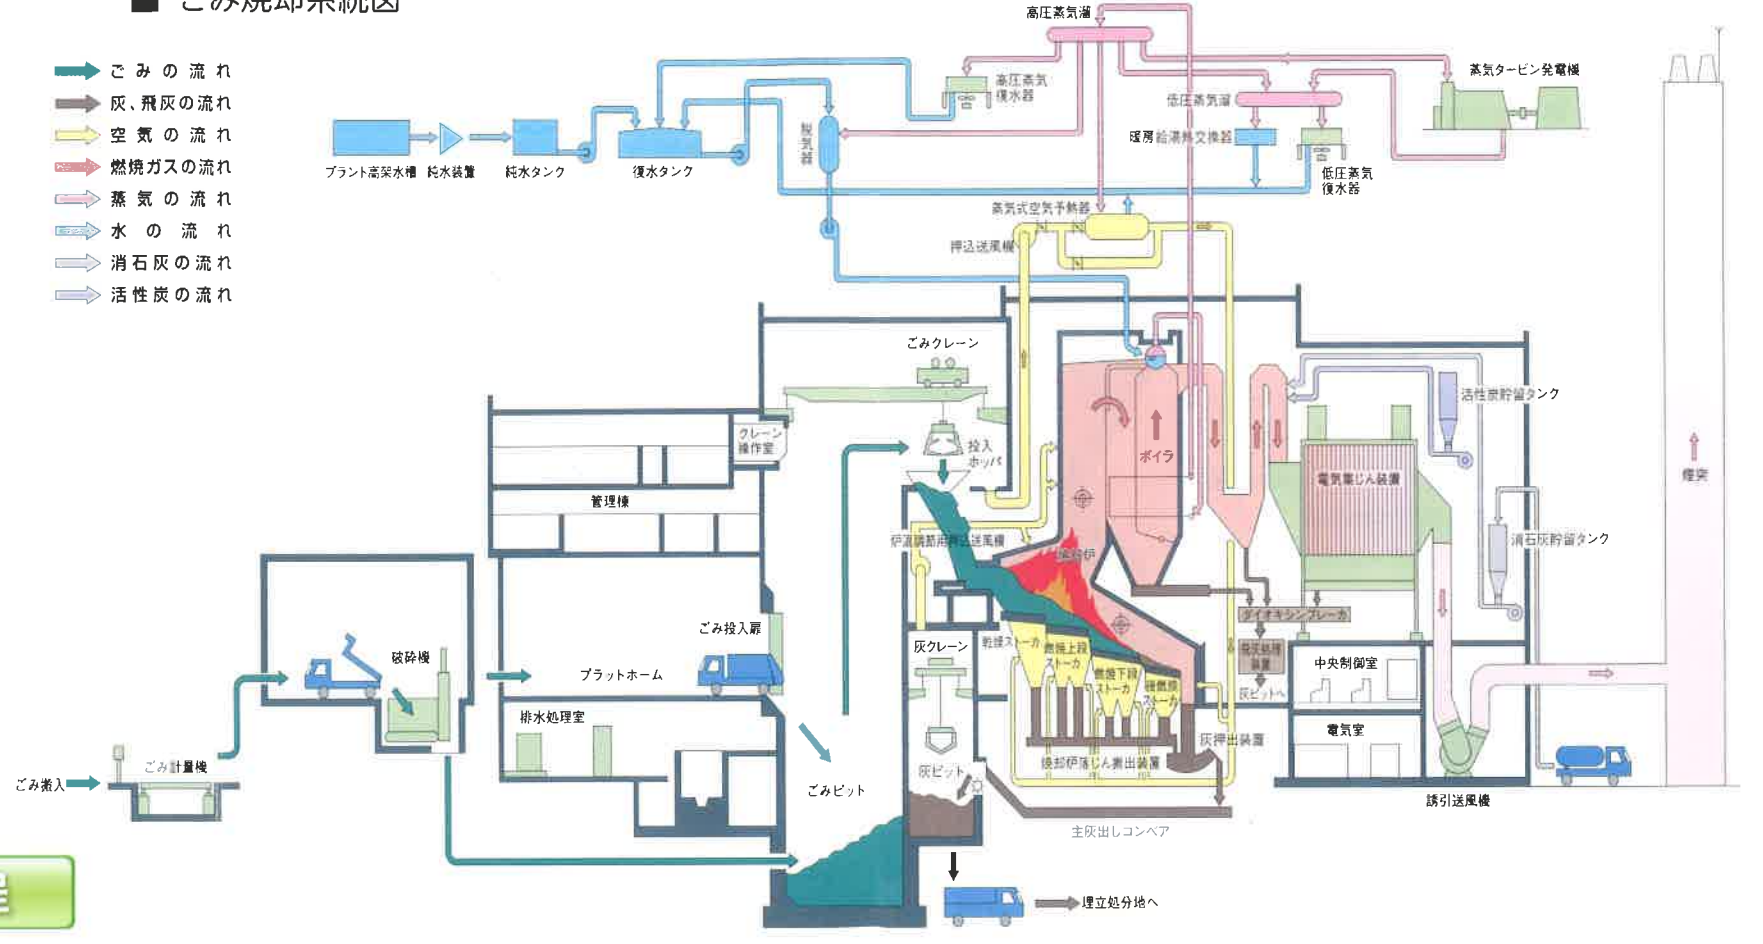 ■ ごみ焼却系統図
ごみの流れ
灰、飛灰の流れ
空気の流れ
燃焼ガスの流れ
蒸気の流れ
水の流れ
消石灰の流れ
活性炭の流れ
高圧蒸気溜
高圧蒸気
復水器
蒸気タービン発電機
低圧蒸気溜
暖房給湯熱交換器
低圧蒸気
復水器
脱気器
プラント高架水槽
純水装置
純水タンク
復水タンク
蒸気式空気予熱器
押込送風機
ごみクレーン
クレーン
操作室
投入
ホッパ
ボイラ
活性炭貯留タンク
電気集じん装置
煙突
管理棟
炉温調節用押込送風機
焼却炉
消石灰貯留タンク
ダイオキシンブレーカ
ごみ投入扉
灰クレーン
乾燥ストーカ
燃焼上段
ストーカ
燃焼下段
ストーカ
後燃焼
ストーカ
飛灰処理
装置
灰ピットへ
中央制御室
破砕機
プラットホーム
排水処理室
電気室
灰押出装置
焼却炉落じん搬出装置
ごみ計量機
ごみ搬入
灰ピット
ごみピット
誘引送風機
主灰出しコンベア
埋立処分地へ